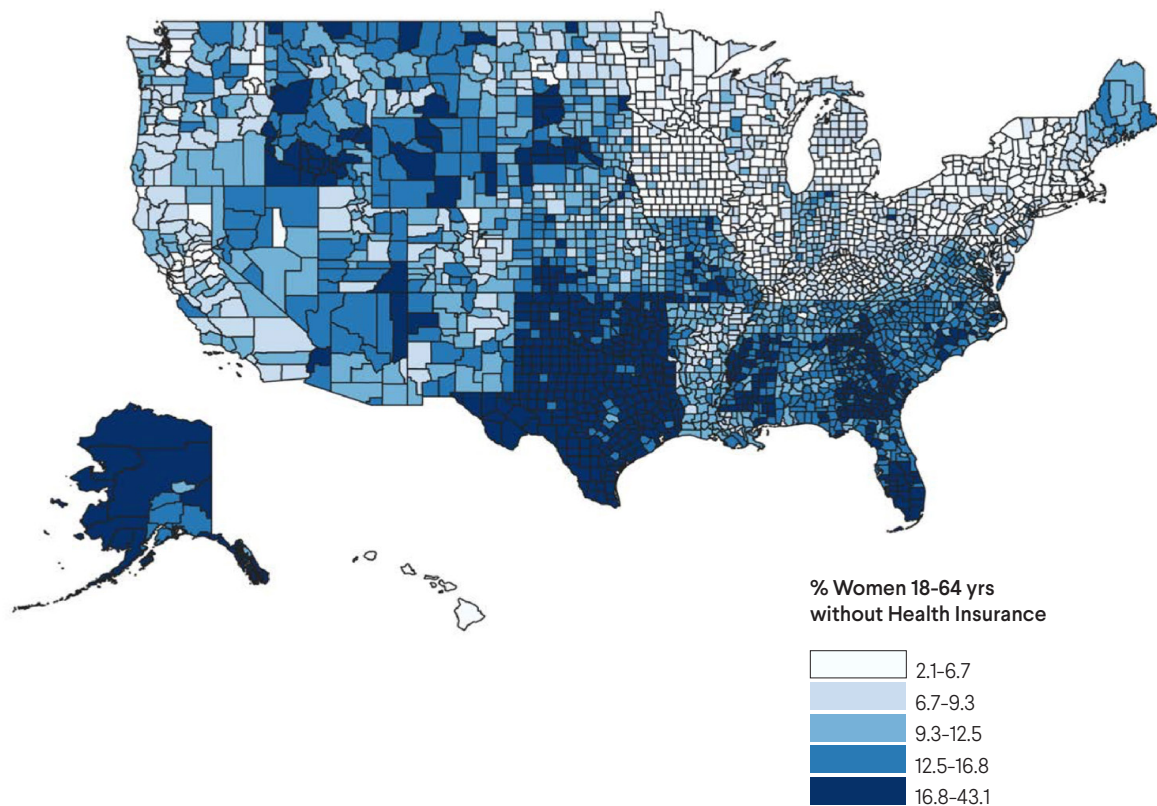 % Women 18-64 yrs
without Health Insurance
2.1-6.7
6.7-9.3
9.3-12.5
12.5-16.8
16.8-43.1